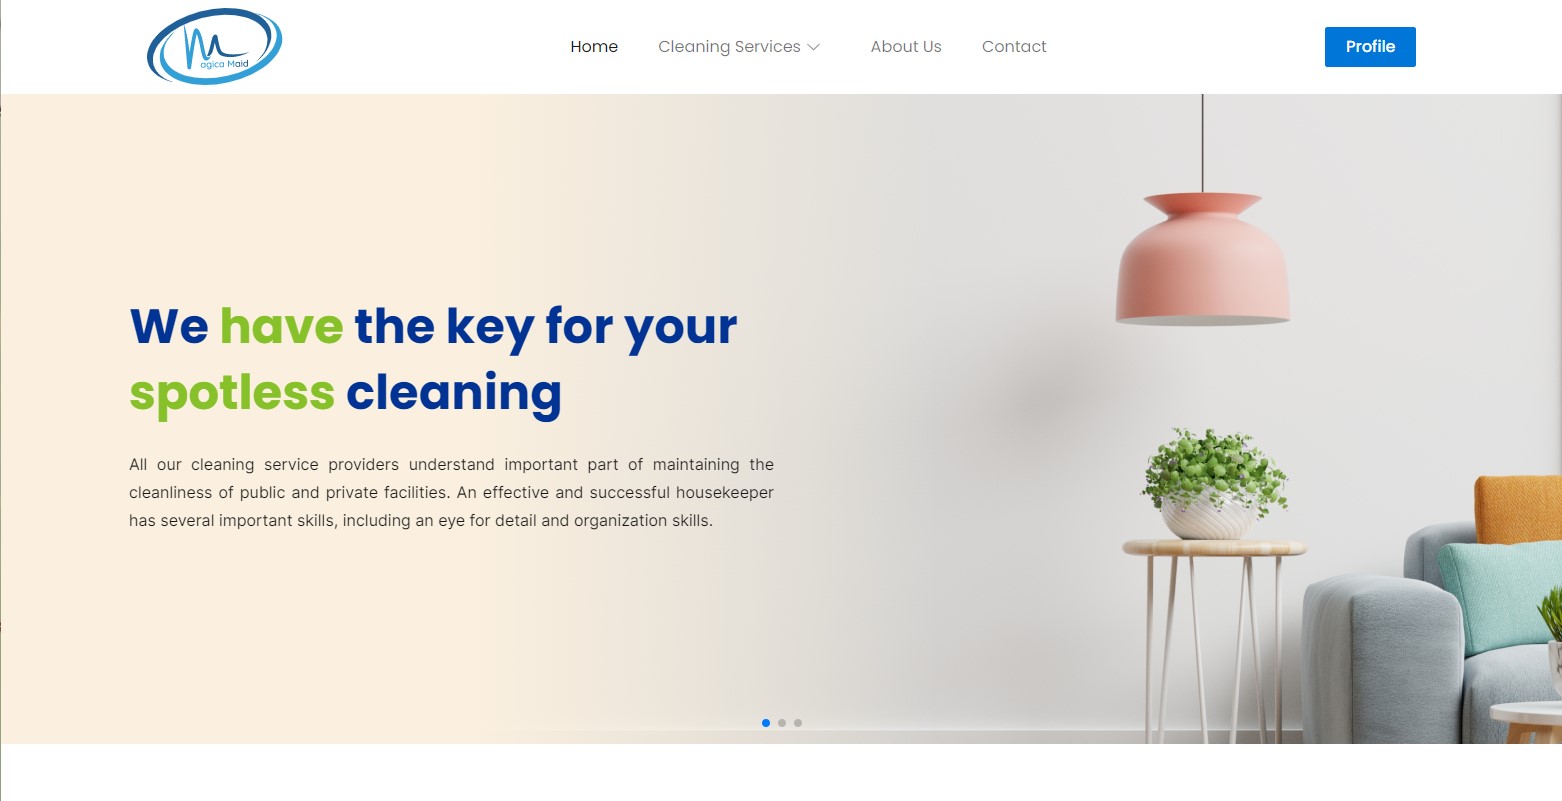 M
agica Maid
Home
Cleaning Services
About Us
Contact
Profile
We have the key for your
spotless cleaning
All our cleaning service providers understand important part of maintaining the
cleanliness of public and private facilities. An effective and successful housekeeper
has several important skills, including an eye for detail and organization skills.